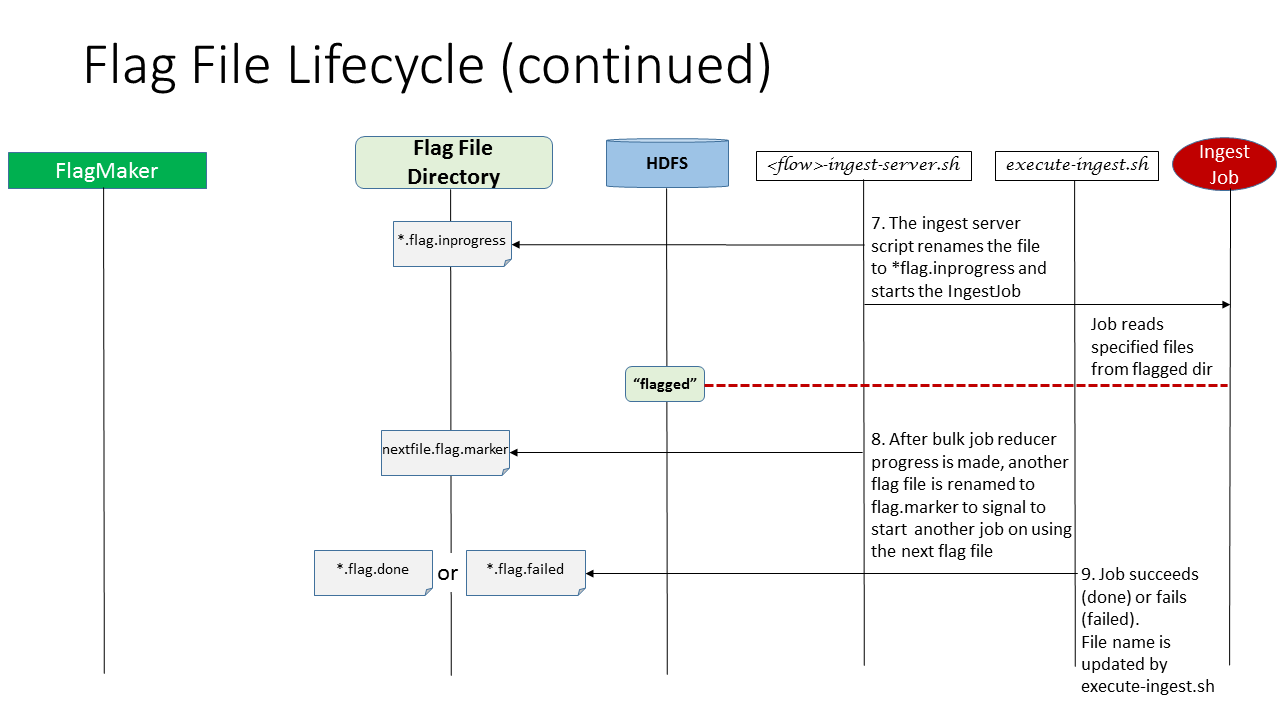 Flag File Lifecycle (continued)
FlagMaker
Flag File
Directory
HDFS
<flow>-ingest-server.sh
execute-ingest.sh
Ingest
Job
*.flag.inprogress
7. The ingest server
script renames the file
to *flag.inprogress and
starts the IngestJob
Job reads
specified files
from flagged dir
“flagged”
nextfile.flag.marker
8. After bulk job reducer
progress is made, another
flag file is renamed to
flag.marker to signal to
start another job on using
the next flag file
*.flag.done
or
*.flag.failed
9. Job succeeds
(done) or fails
(failed).
File name is
updated by
execute-ingest.sh